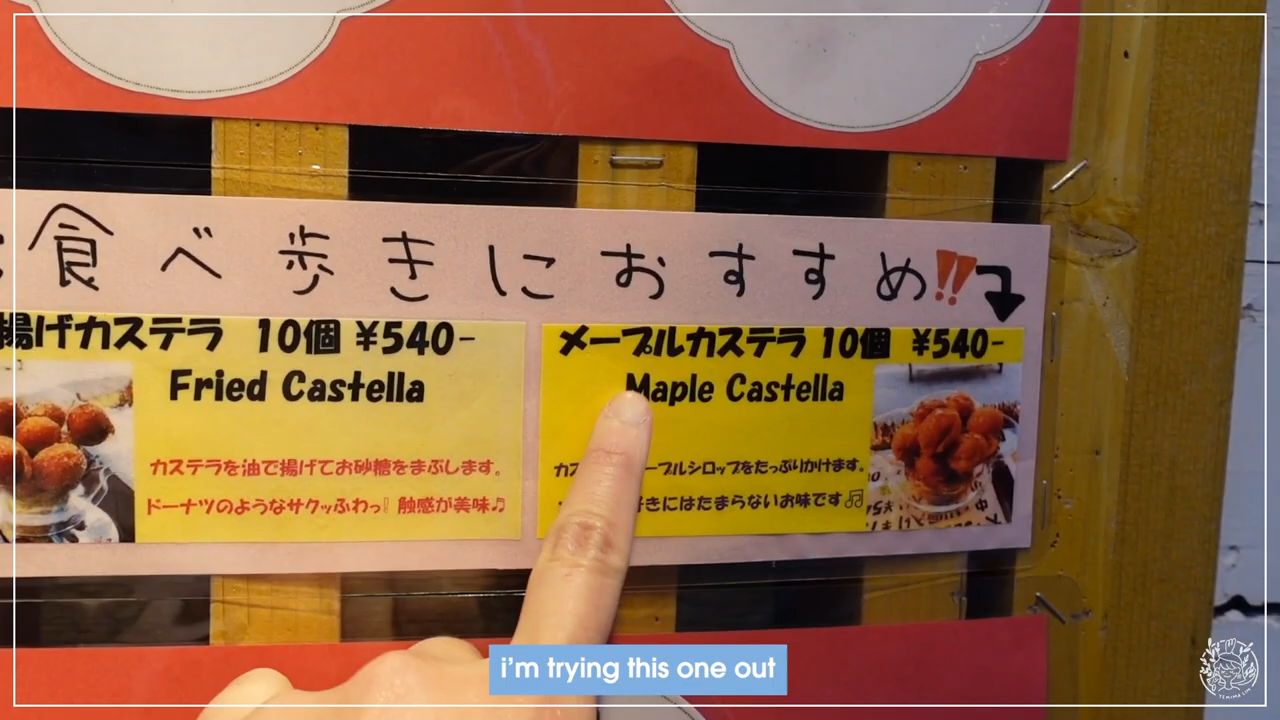 食べ歩きにおすすめ!!
揚げカステラ 10個 ¥540-
Fried Castella
カステラを油で揚げてお砂糖をまぶします。
ドーナツのようなサクッふわっ! 触感が美味♫
メープルカステラ 10個 ¥540-
Maple Castella
カス ープルシロップをたっぷりかけます。
好きにはたまらないお味です♫
i'm trying this one out